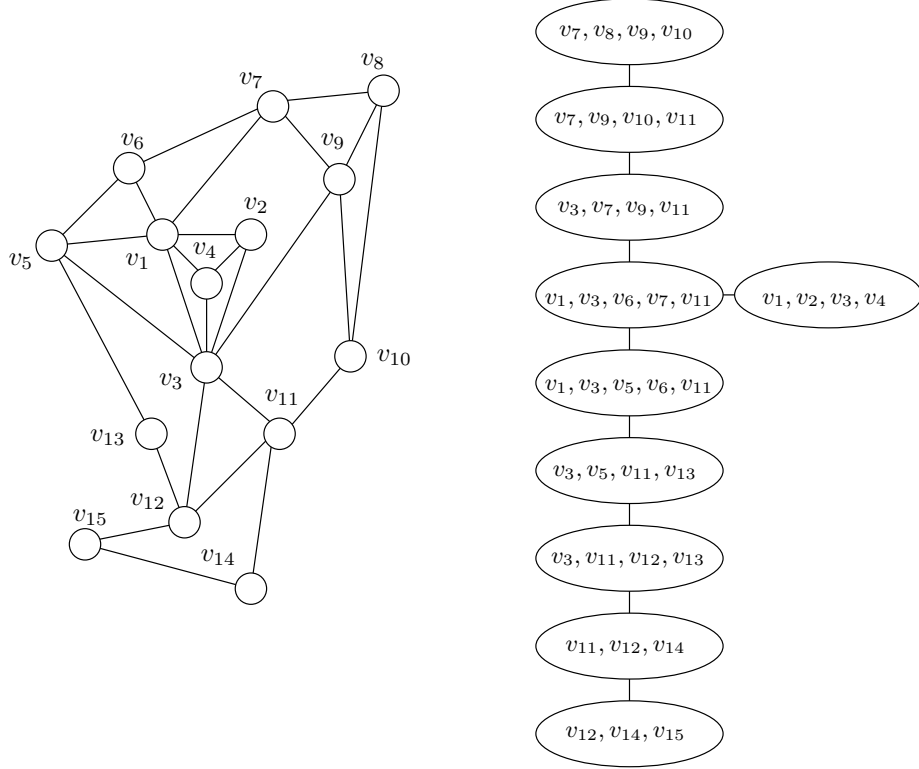 v₈
v₇
v₆
v₉
v₂
v₄
v₅
v₁
v₁₀
v₃
v₁₁
v₁₃
v₁₂
v₁₅
v₁₄
v₇, v₈, v₉, v₁₀
v₇, v₉, v₁₀, v₁₁
v₃, v₇, v₉, v₁₁
v₁, v₃, v₆, v₇, v₁₁
v₁, v₂, v₃, v₄
v₁, v₃, v₅, v₆, v₁₁
v₃, v₅, v₁₁, v₁₃
v₃, v₁₁, v₁₂, v₁₃
v₁₁, v₁₂, v₁₄
v₁₂, v₁₄, v₁₅